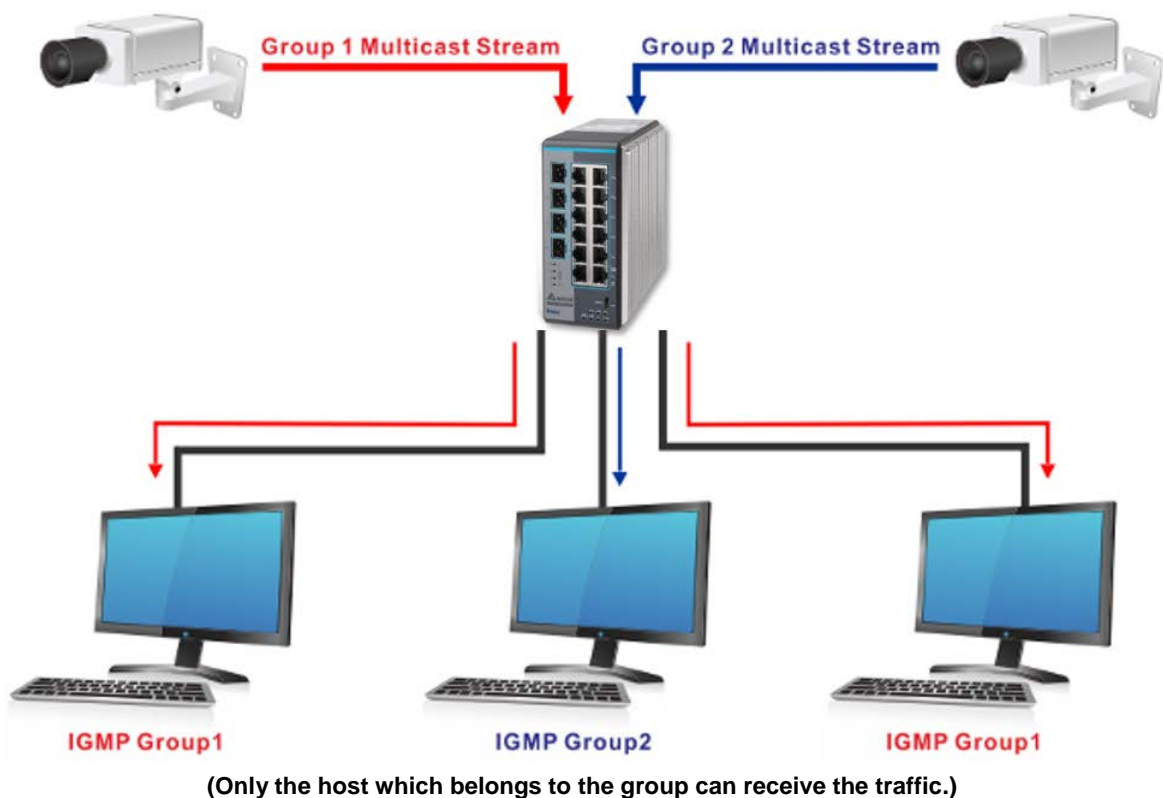 Group 1 Multicast Stream
Group 2 Multicast Stream
IGMP Group1
IGMP Group2
IGMP Group1
(Only the host which belongs to the group can receive the traffic.)